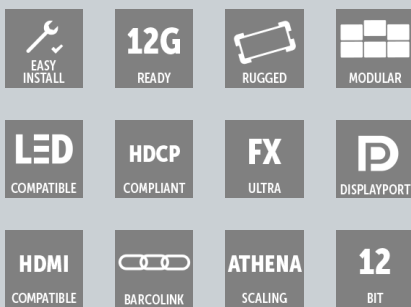 EASY
INSTALL
12G
READY
RUGGED
MODULAR
LED
COMPATIBLE
HDCP
COMPLIANT
FX
ULTRA
DISPLAYPORT
HDMI
COMPATIBLE
BARCOLINK
ATHENA
SCALING
12
BIT